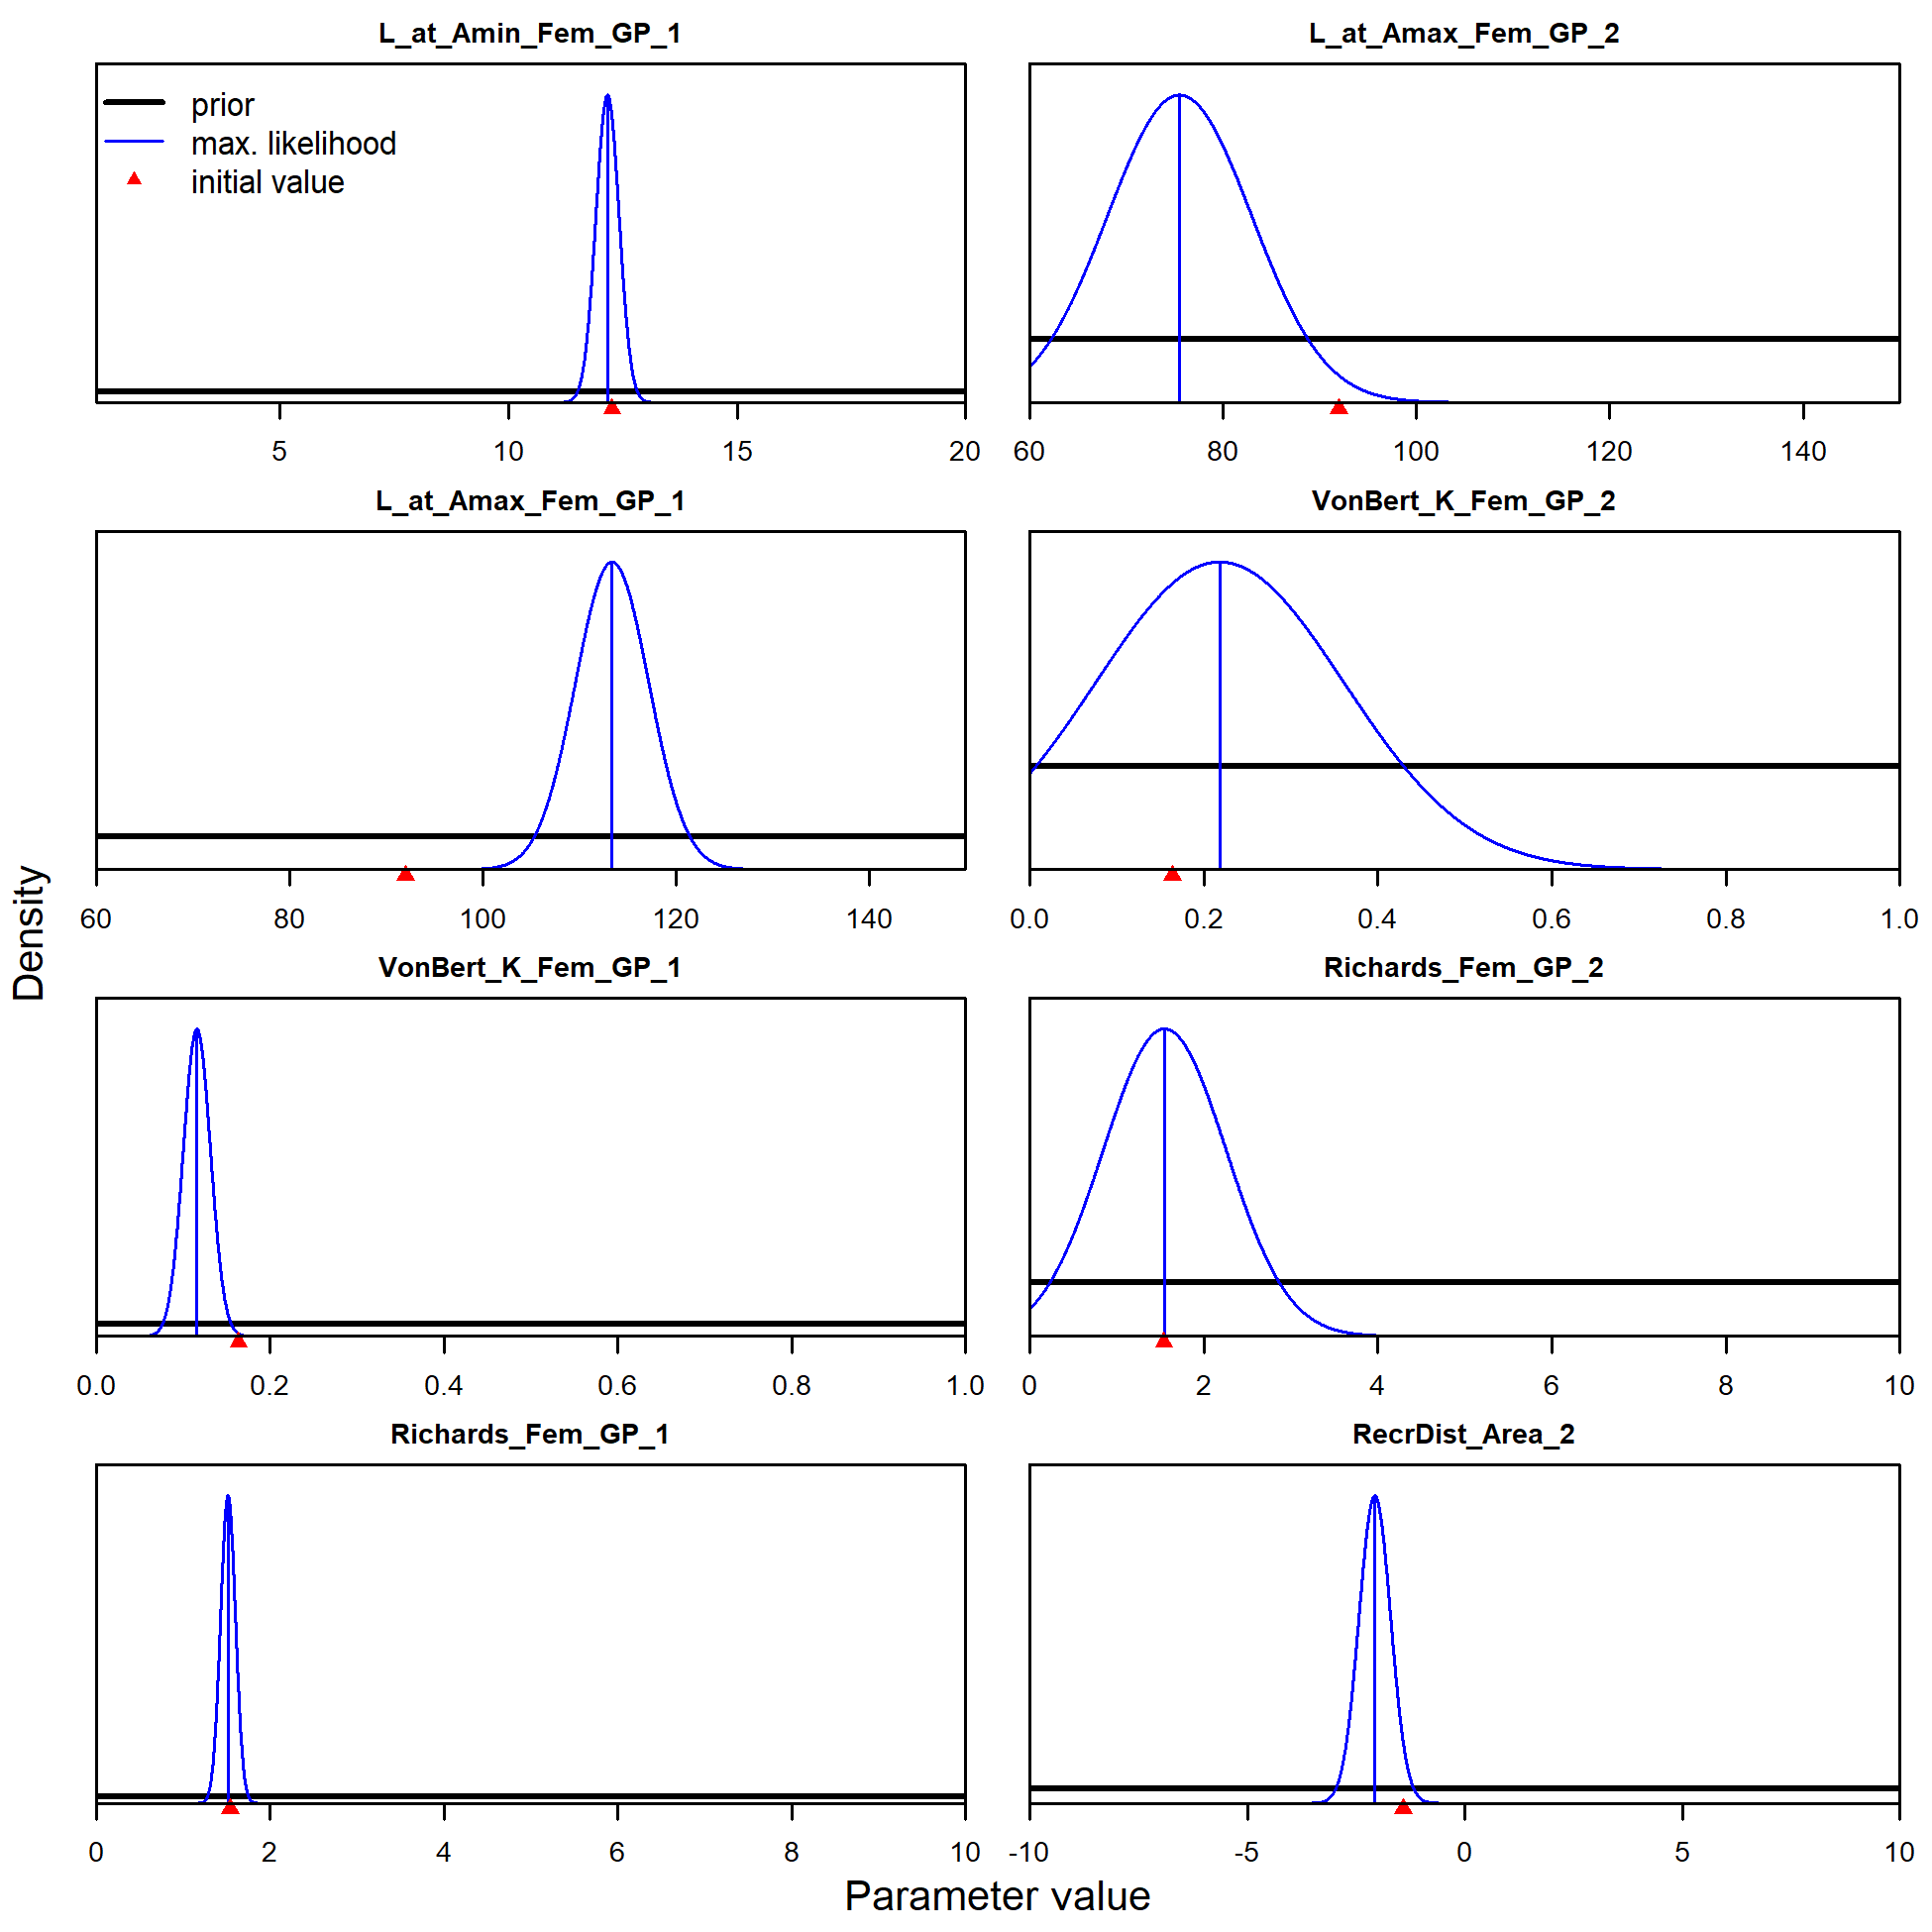 L_at_Amin_Fem_GP_1
prior
max. likelihood
initial value
5 10 15 20
L_at_Amax_Fem_GP_2
60 80 100 120 140
L_at_Amax_Fem_GP_1
60 80 100 120 140
VonBert_K_Fem_GP_2
0.0 0.2 0.4 0.6 0.8 1.0
VonBert_K_Fem_GP_1
0.0 0.2 0.4 0.6 0.8 1.0
Richards_Fem_GP_2
0 2 4 6 8 10
Richards_Fem_GP_1
0 2 4 6 8 10
RecrDist_Area_2
-10 -5 0 5 10
Density
Parameter value